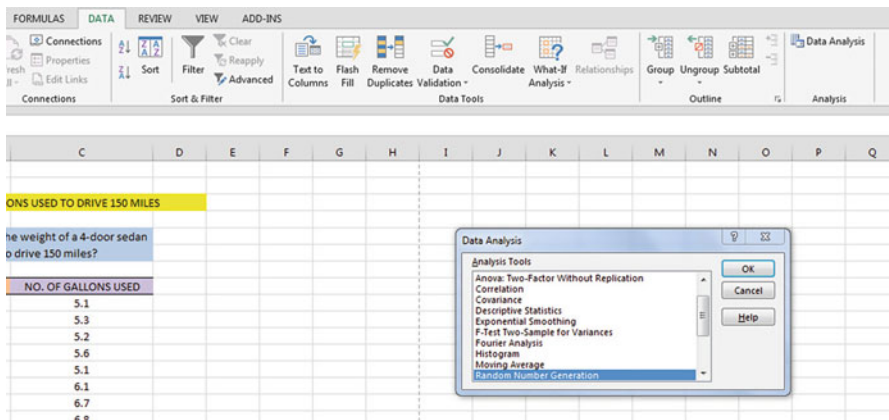 FORMULAS DATA REVIEW VIEW ADD-INS
Connections
Properties
Edit Links
Connections
Sort
Filter
Clear
Reapply
Advanced
Sort & Filter
Text to Columns
Flash Fill
Remove Duplicates
Data Validation
Consolidate
What-If Analysis
Relationships
Data Tools
Group
Ungroup
Subtotal
Outline
Data Analysis
Analysis
C D E F G H I J K L M N O P Q
ONS USED TO DRIVE 150 MILES
he weight of a 4-door sedan
o drive 150 miles?
NO. OF GALLONS USED
5.1
5.3
5.2
5.6
5.1
6.1
6.7
6.8
Data Analysis
Analysis Tools
Anova: Two-Factor Without Replication
Correlation
Covariance
Descriptive Statistics
Exponential Smoothing
F-Test Two-Sample for Variances
Fourier Analysis
Histogram
Moving Average
Random Number Generation
OK
Cancel
Help